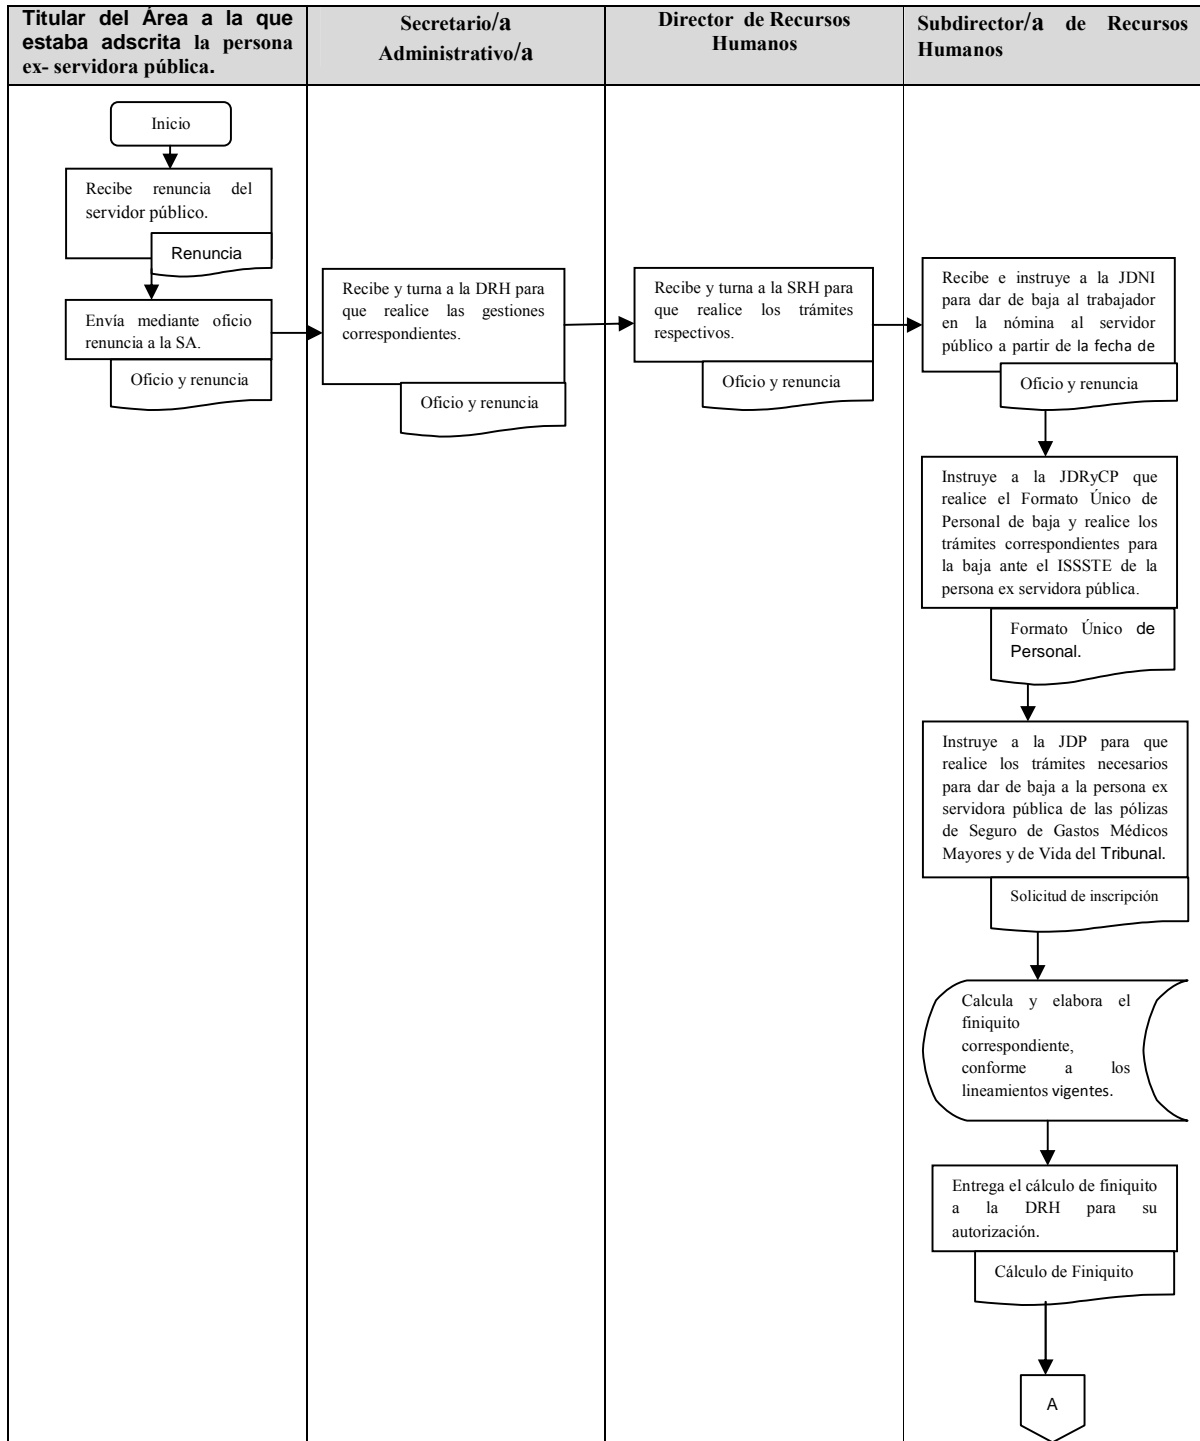 Titular del Área a la que
estaba adscrita la persona
ex- servidora pública.
Secretario/a
Administrativo/a
Director de Recursos
Humanos
Subdirector/a de Recursos
Humanos
Inicio
Recibe renuncia del
servidor público.
Renuncia
Envía mediante oficio
renuncia a la SA.
Oficio y renuncia
Recibe y turna a la DRH para
que realice las gestiones
correspondientes.
Oficio y renuncia
Recibe y turna a la SRH para
que realice los trámites
respectivos.
Oficio y renuncia
Recibe e instruye a la JDNI
para dar de baja al trabajador
en la nómina al servidor
público a partir de la fecha de
Oficio y renuncia
Instruye a la JDRyCP que
realice el Formato Único de
Personal de baja y realice los
trámites correspondientes para
la baja ante el ISSSTE de la
persona ex servidora pública.
Formato Único de
Personal.
Instruye a la JDP para que
realice los trámites necesarios
para dar de baja a la persona ex
servidora pública de las pólizas
de Seguro de Gastos Médicos
Mayores y de Vida del Tribunal.
Solicitud de inscripción
Calcula y elabora el
finiquito
correspondiente,
conforme a los
lineamientos vigentes.
Entrega el cálculo de finiquito
a la DRH para su
autorización.
Cálculo de Finiquito
A